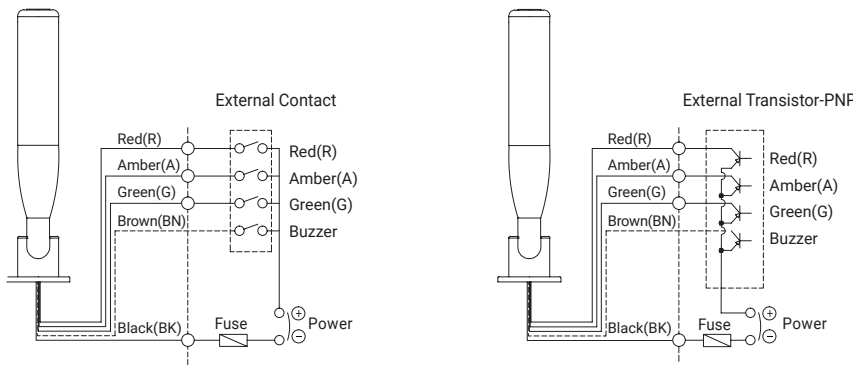 External Contact
Red(R)
Red(R)
Amber(A)
Amber(A)
Green(G)
Green(G)
Brown(BN)
Buzzer
Black(BK)
Fuse
+
Power
−
External Transistor-PNP
Red(R)
Red(R)
Amber(A)
Amber(A)
Green(G)
Green(G)
Brown(BN)
Buzzer
Black(BK)
Fuse
+
Power
−